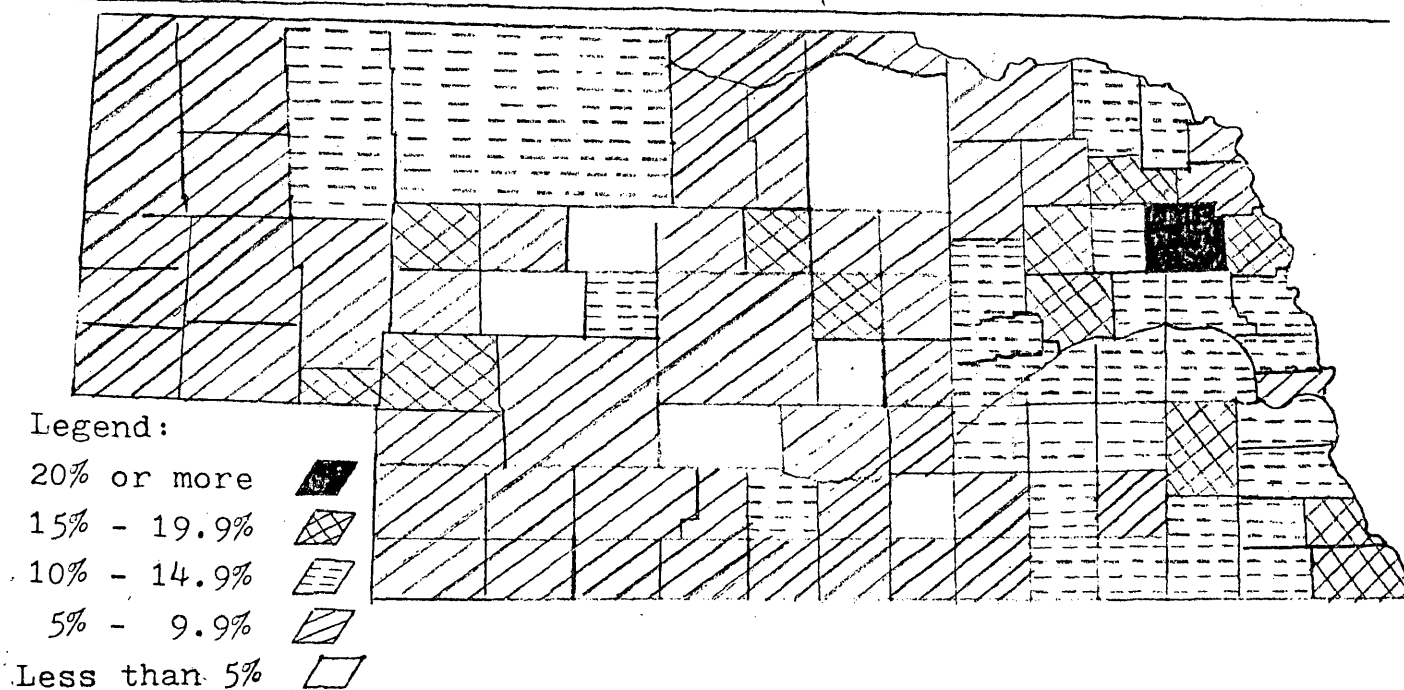 Legend:
20% or more
15% - 19.9%
10% - 14.9%
5% - 9.9%
Less than 5%